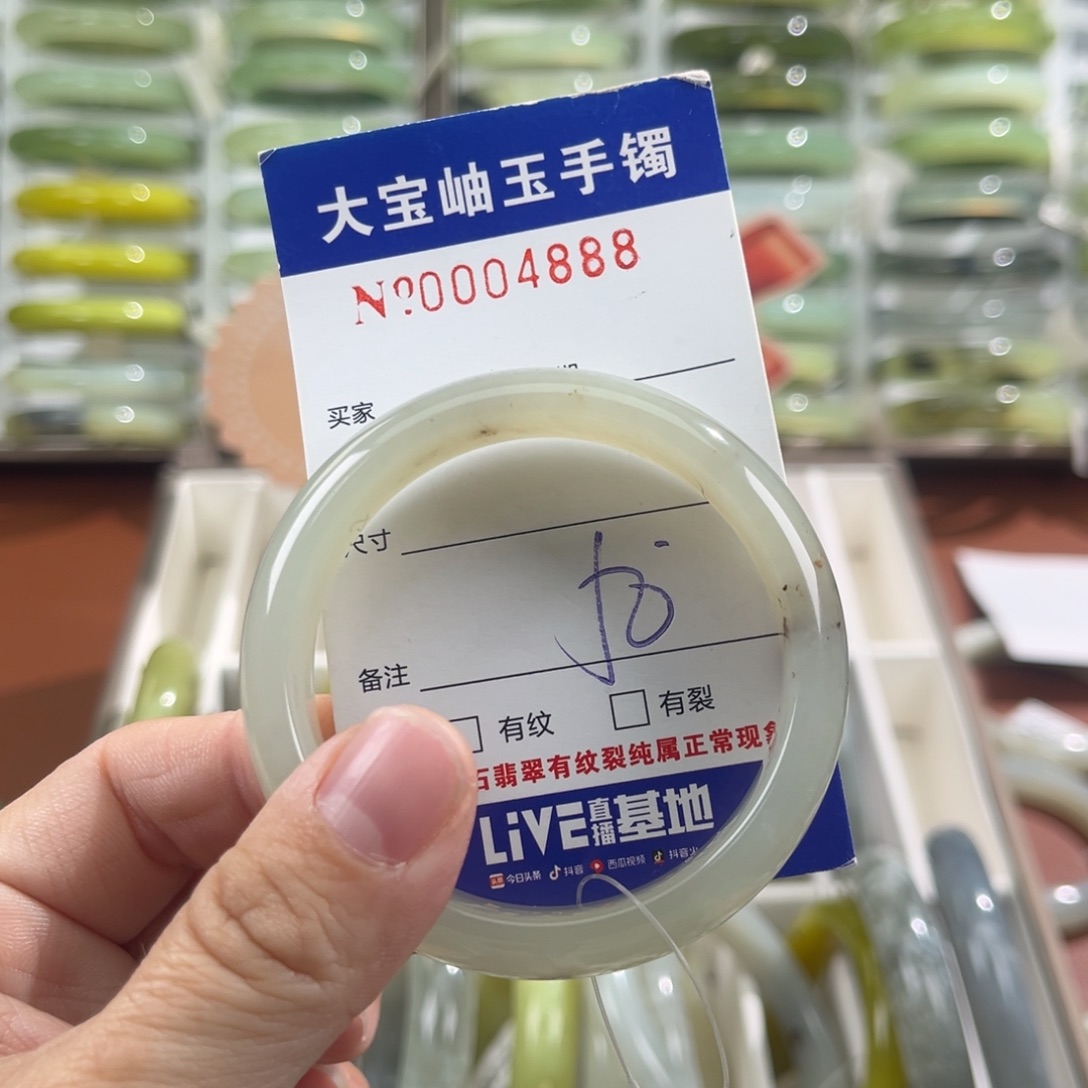 大宝岫玉手镯
Nº0004888
买家
尺寸
备注
有纹 有裂
石翡翠有纹裂纯属正常现象
LiVE直播基地
今日头条 抖音 西瓜视频 抖音火